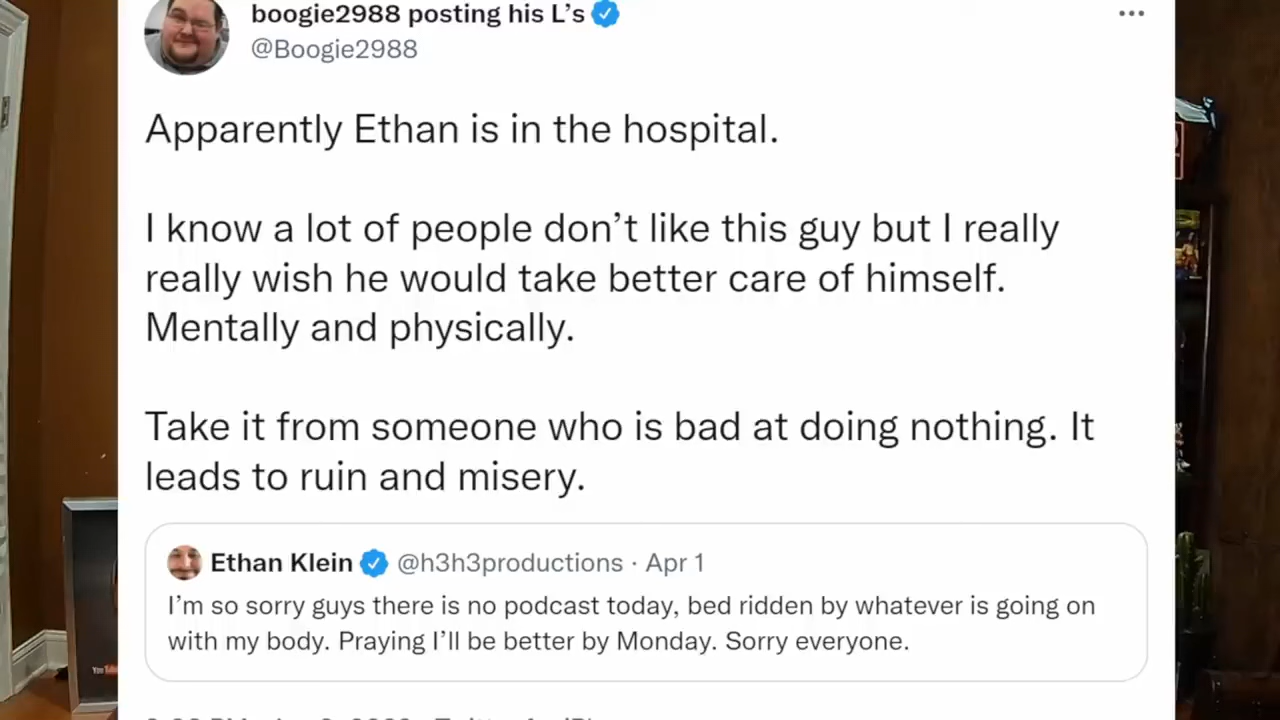 boogie2988 posting his L’s
@Boogie2988
Apparently Ethan is in the hospital.
I know a lot of people don’t like this guy but I really
really wish he would take better care of himself.
Mentally and physically.
Take it from someone who is bad at doing nothing. It
leads to ruin and misery.
Ethan Klein @h3h3productions · Apr 1
I’m so sorry guys there is no podcast today, bed ridden by whatever is going on
with my body. Praying I’ll be better by Monday. Sorry everyone.